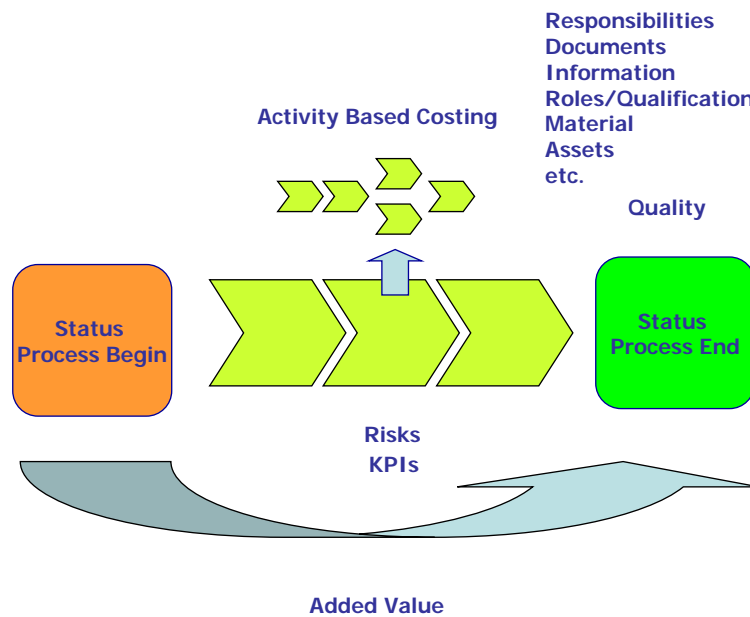 Responsibilities
Documents
Information
Roles/Qualification
Material
Assets
etc.
Activity Based Costing
Quality
Status
Process Begin
Status
Process End
Risks
KPIs
Added Value